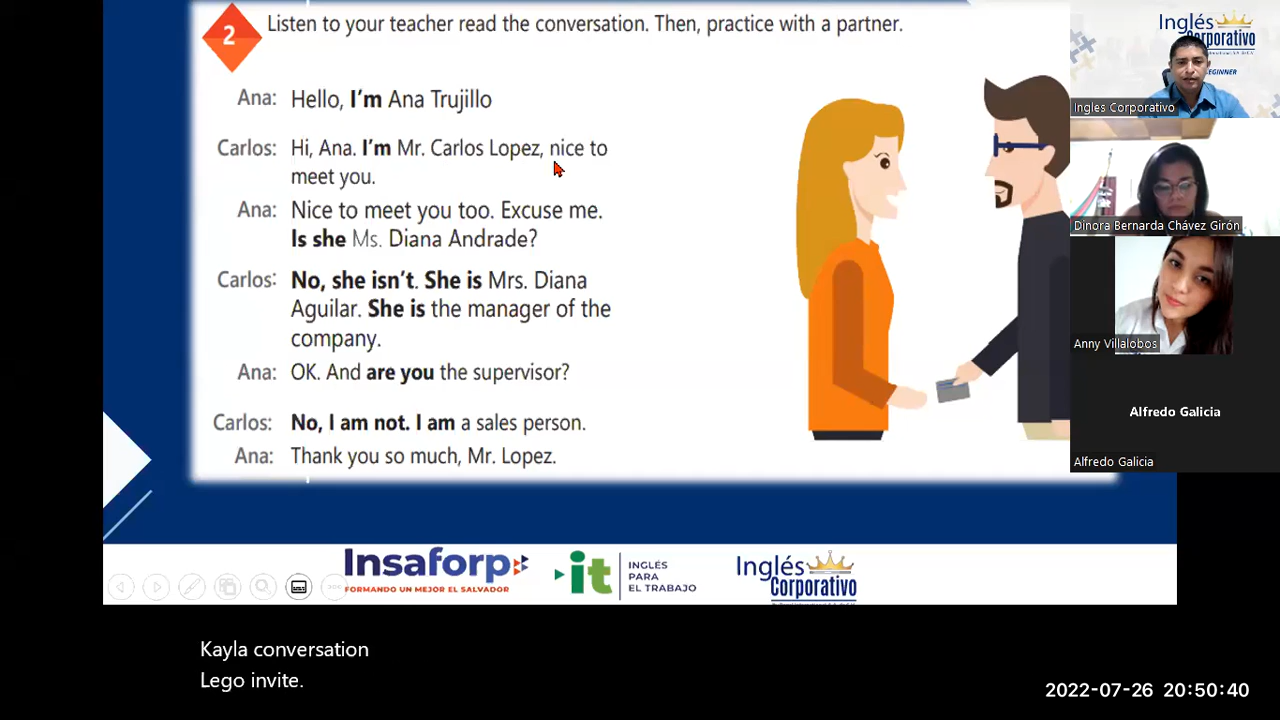 2 Listen to your teacher read the conversation. Then, practice with a partner.
Ana: Hello, I'm Ana Trujillo
Carlos: Hi, Ana. I'm Mr. Carlos Lopez, nice to
meet you.
Ana: Nice to meet you too. Excuse me.
Is she Ms. Diana Andrade?
Carlos: No, she isn't. She is Mrs. Diana
Aguilar. She is the manager of the
company.
Ana: OK. And are you the supervisor?
Carlos: No, I am not. I am a sales person.
Ana: Thank you so much, Mr. Lopez.
Insaforp
FORMANDO UN MEJOR EL SALVADOR
it INGLÉS
PARA
EL TRABAJO
Inglés
Corporativo
Inglés
Corporativo
BEGINNER
Ingles Corporativo
Dinora Bernarda Chávez Girón
Anny Villalobos
Alfredo Galicia
Alfredo Galicia
Kayla conversation
Lego invite.
2022-07-26 20:50:40